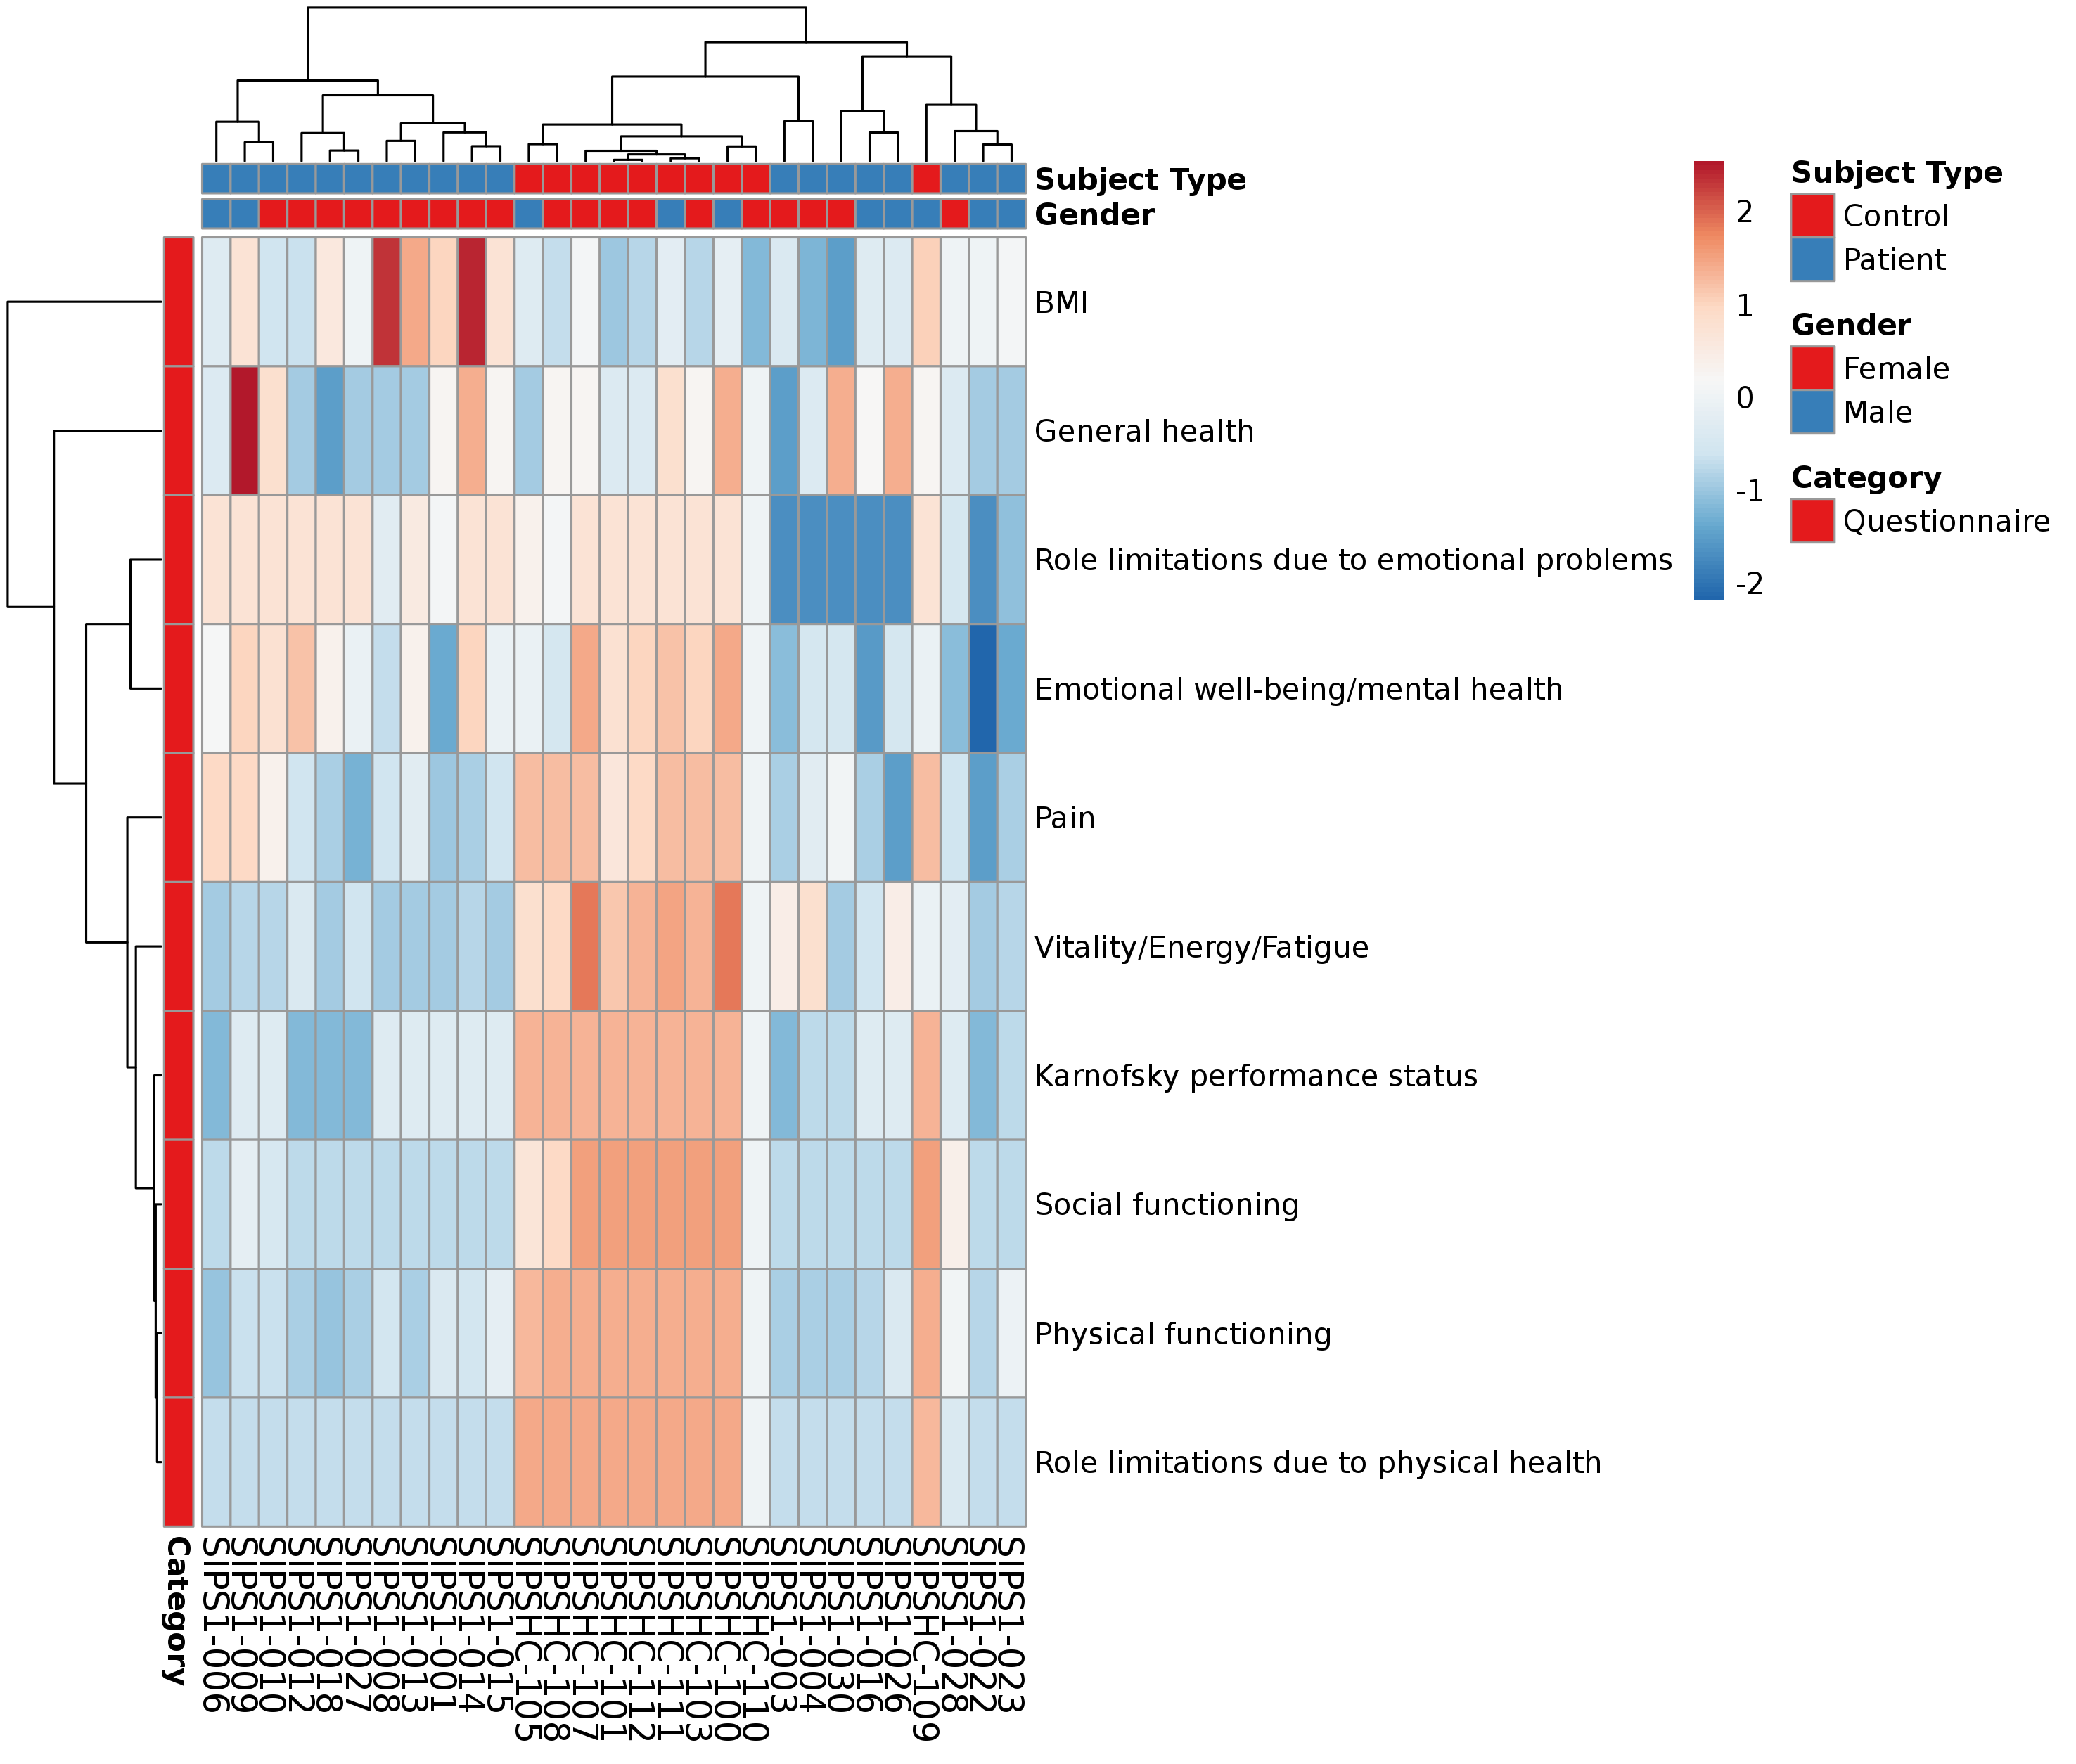 Subject Type
Gender
BMI
General health
Role limitations due to emotional problems
Emotional well-being/mental health
Pain
Vitality/Energy/Fatigue
Karnofsky performance status
Social functioning
Physical functioning
Role limitations due to physical health
Category
SIPS1-006
SIPS1-009
SIPS1-010
SIPS1-012
SIPS1-018
SIPS1-027
SIPS1-008
SIPS1-013
SIPS1-001
SIPS1-014
SIPS1-015
SIPSHC-105
SIPSHC-108
SIPSHC-107
SIPSHC-101
SIPSHC-112
SIPSHC-111
SIPSHC-103
SIPSHC-100
SIPSHC-110
SIPS1-003
SIPS1-004
SIPS1-030
SIPS1-016
SIPS1-026
SIPSHC-109
SIPS1-028
SIPS1-022
SIPS1-023
2
1
0
-1
-2
Subject Type
Control
Patient
Gender
Female
Male
Category
Questionnaire